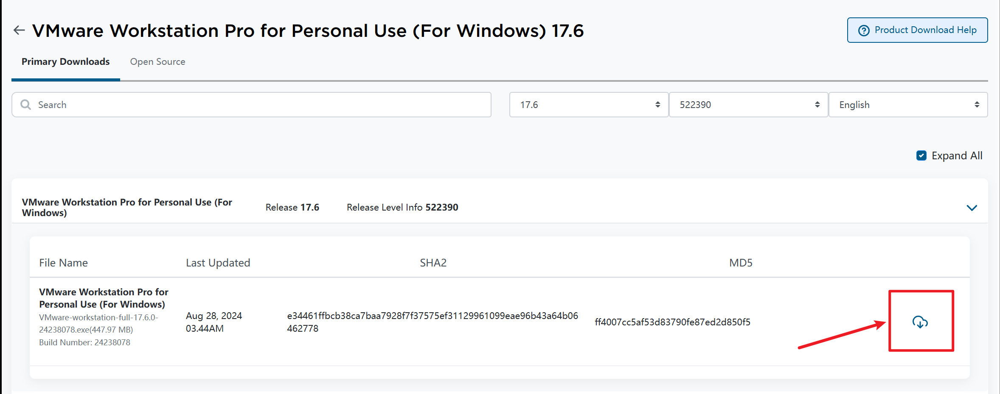 VMware Workstation Pro for Personal Use (For Windows) 17.6
Product Download Help
Primary Downloads
Open Source
Search
17.6
522390
English
Expand All
VMware Workstation Pro for Personal Use (For
Windows)
Release 17.6
Release Level Info 522390
File Name
Last Updated
SHA2
MD5
VMware Workstation Pro for
Personal Use (For Windows)
VMware-workstation-full-17.6.0-
24238078.exe(447.97 MB)
Build Number: 24238078
Aug 28, 2024
03.44AM
e34461ffbcb38ca7baa7928f7f37575ef31129961099eae96b43a64b06
462778
ff4007cc5af53d83790fe87ed2d850f5